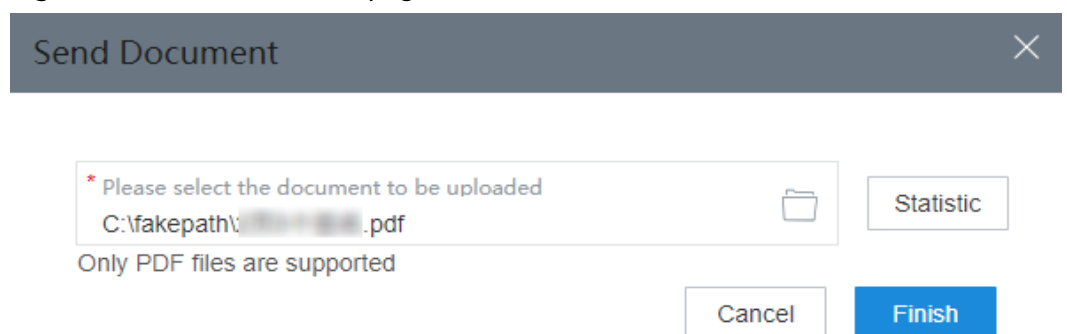 Send Document
* Please select the document to be uploaded
C:\fakepath\ .pdf
Statistic
Only PDF files are supported
Cancel
Finish